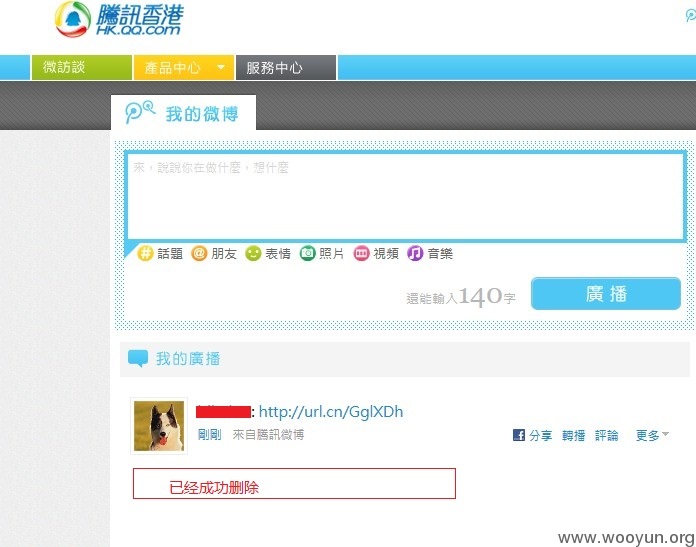 騰訊香港
HK.QQ.COM
微訪談
產品中心
服務中心
我的微博
來，說說你在做什麼，想什麼
話題 朋友 表情 照片 視頻 音樂
還能輸入140字
廣播
我的廣播
: http://url.cn/GglXDh
剛剛 來自騰訊微博
分享 轉播 評論 更多
已经成功删除
www.wooyun.org